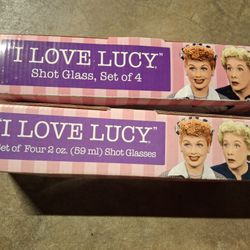 "I LOVE LUCY™
Shot Glass, Set of 4
"I LOVE LUCY™
Set of Four 2 oz. (59 ml) Shot Glasses